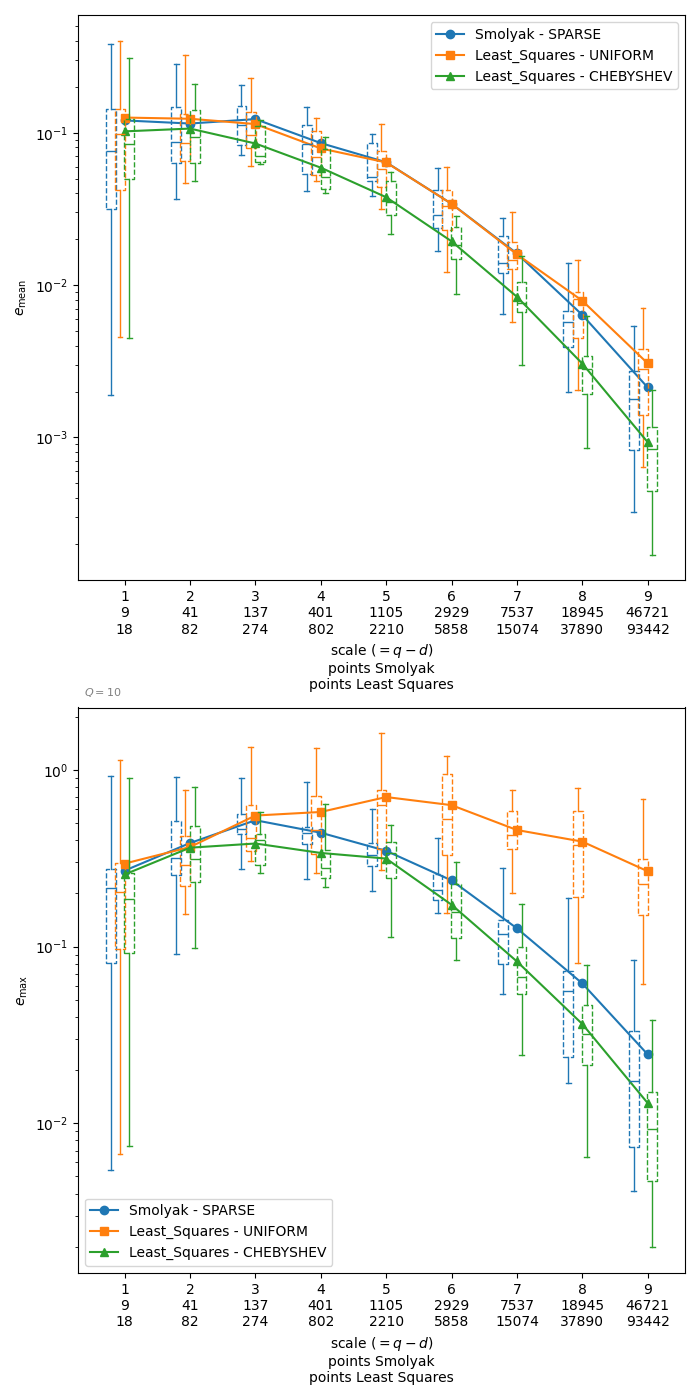 Smolyak - SPARSE
Least_Squares - UNIFORM
Least_Squares - CHEBYSHEV
10⁻¹
10⁻²
10⁻³
e_mean
1 2 3 4 5 6 7 8 9
9 41 137 401 1105 2929 7537 18945 46721
18 82 274 802 2210 5858 15074 37890 93442
scale (= q − d)
points Smolyak
points Least Squares
Q = 10
10⁰
10⁻¹
10⁻²
e_max
Smolyak - SPARSE
Least_Squares - UNIFORM
Least_Squares - CHEBYSHEV
1 2 3 4 5 6 7 8 9
9 41 137 401 1105 2929 7537 18945 46721
18 82 274 802 2210 5858 15074 37890 93442
scale (= q − d)
points Smolyak
points Least Squares